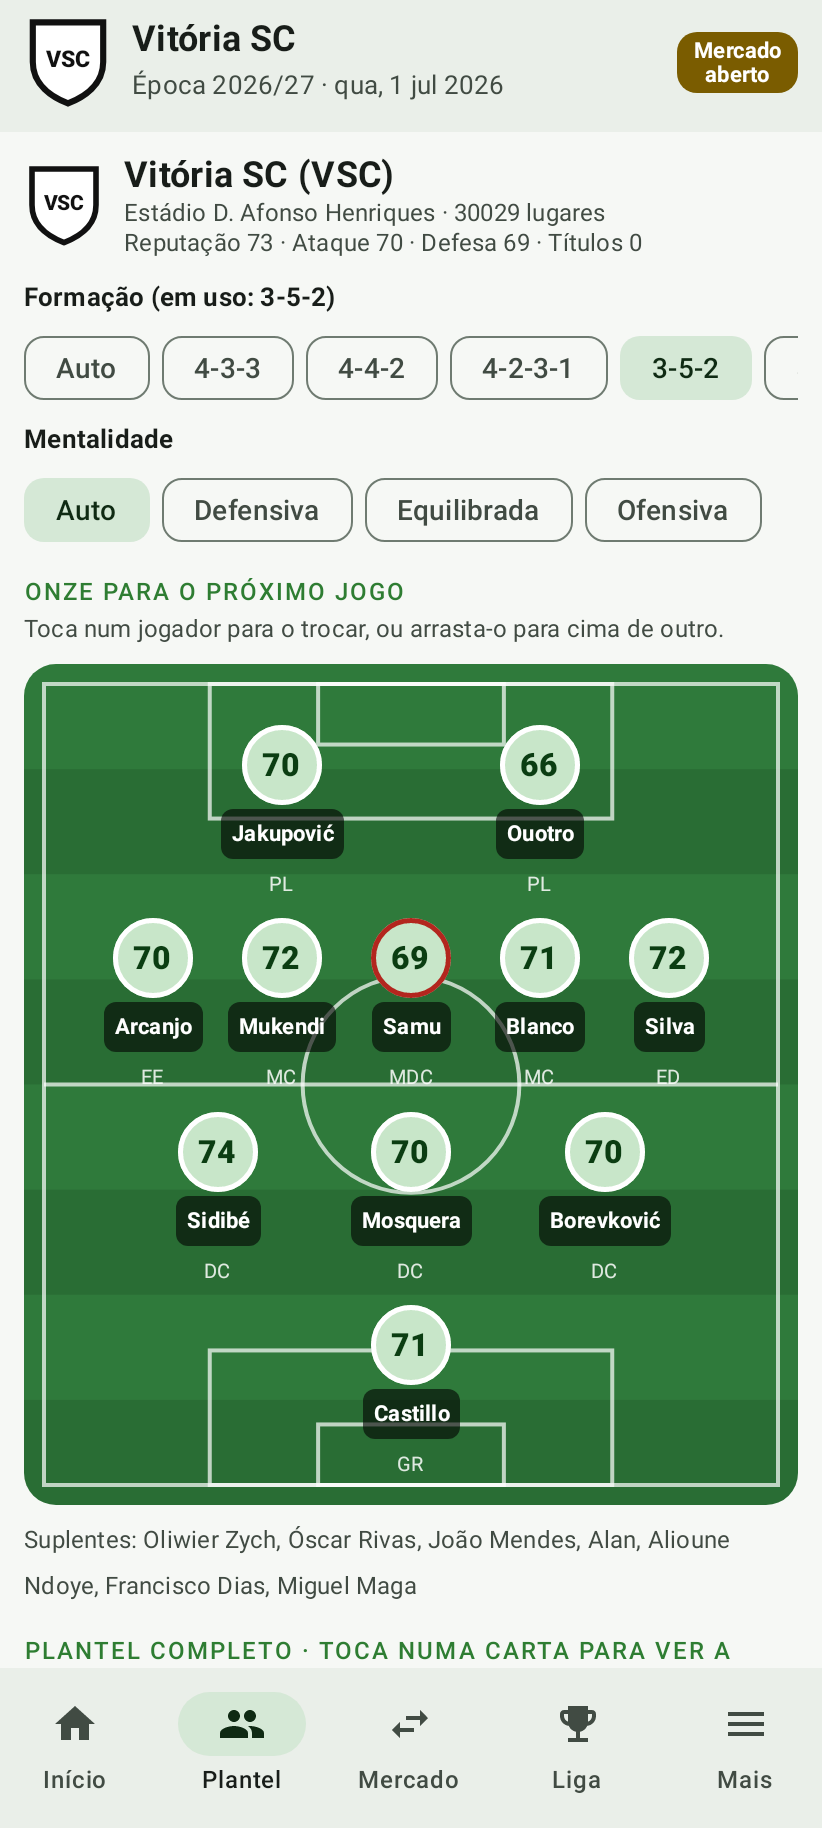 VSC
Vitória SC
Época 2026/27 · qua, 1 jul 2026
Mercado
aberto
VSC
Vitória SC (VSC)
Estádio D. Afonso Henriques · 30029 lugares
Reputação 73 · Ataque 70 · Defesa 69 · Títulos 0
Formação (em uso: 3-5-2)
Auto 4-3-3 4-4-2 4-2-3-1 3-5-2
Mentalidade
Auto Defensiva Equilibrada Ofensiva
ONZE PARA O PRÓXIMO JOGO
Toca num jogador para o trocar, ou arrasta-o para cima de outro.
70 66
Jakupović Ouotro
PL PL
70 72 69 71 72
Arcanjo Mukendi Samu Blanco Silva
EE MC MDC MC ED
74 70 70
Sidibé Mosquera Borevković
DC DC DC
71
Castillo
GR
Suplentes: Oliwier Zych, Óscar Rivas, João Mendes, Alan, Alioune
Ndoye, Francisco Dias, Miguel Maga
PLANTEL COMPLETO · TOCA NUMA CARTA PARA VER A
Início Plantel Mercado Liga Mais